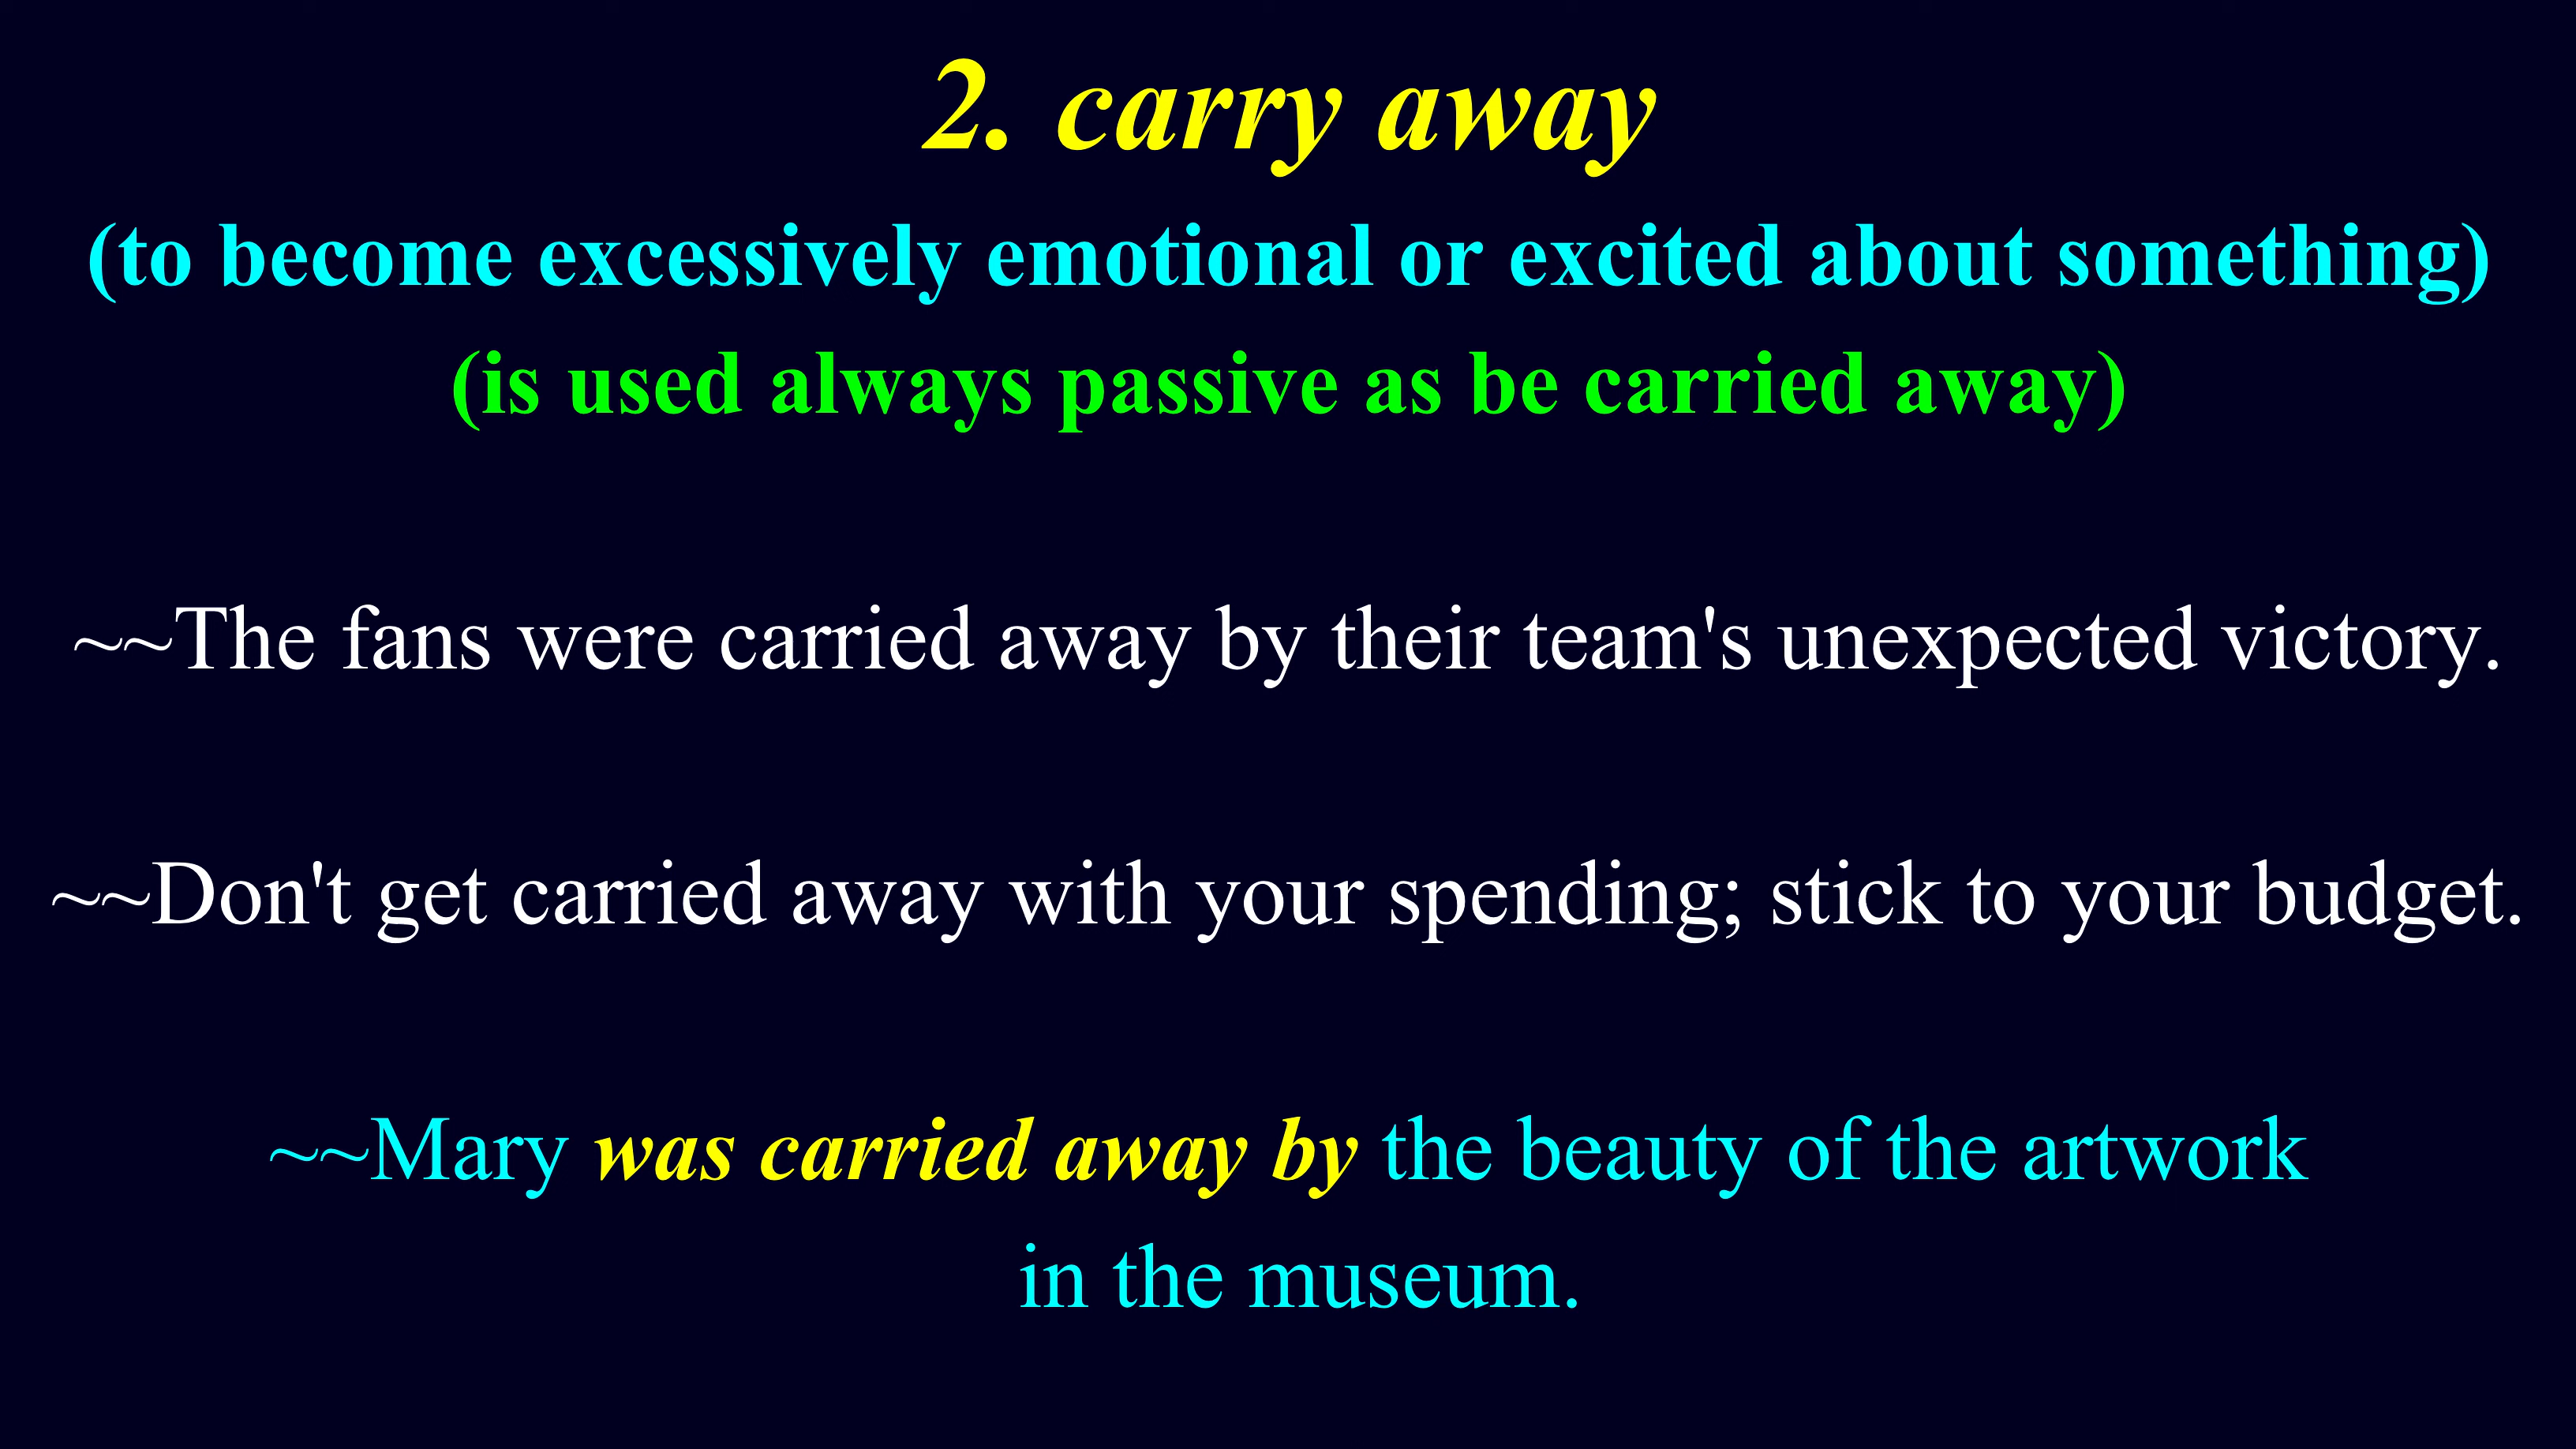 2. carry away
(to become excessively emotional or excited about something)
(is used always passive as be carried away)
~~The fans were carried away by their team's unexpected victory.
~~Don't get carried away with your spending; stick to your budget.
~~Mary was carried away by the beauty of the artwork
in the museum.